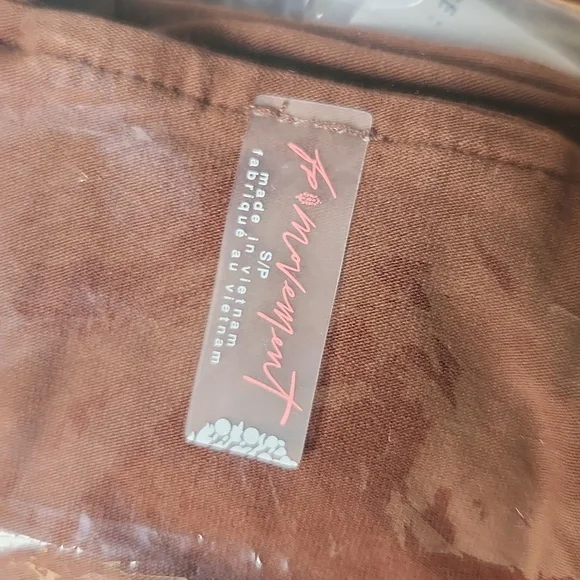 fp movement
S/P
made in vietnam
fabriqué au vietnam